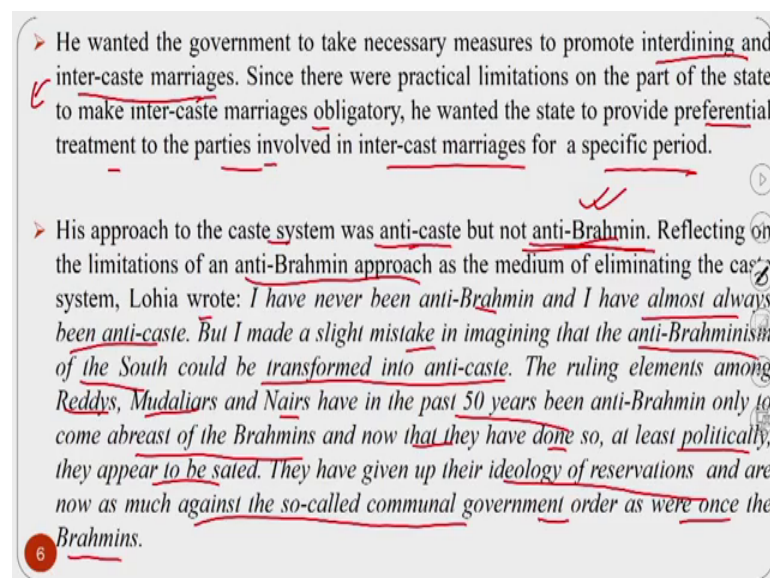 He wanted the government to take necessary measures to promote interdining and
inter-caste marriages. Since there were practical limitations on the part of the state
to make inter-caste marriages obligatory, he wanted the state to provide preferential
treatment to the parties involved in inter-cast marriages for a specific period.
His approach to the caste system was anti-caste but not anti-Brahmin. Reflecting on
the limitations of an anti-Brahmin approach as the medium of eliminating the caste
system, Lohia wrote: I have never been anti-Brahmin and I have almost always
been anti-caste. But I made a slight mistake in imagining that the anti-Brahminism
of the South could be transformed into anti-caste. The ruling elements among
Reddys, Mudaliars and Nairs have in the past 50 years been anti-Brahmin only to
come abreast of the Brahmins and now that they have done so, at least politically,
they appear to be sated. They have given up their ideology of reservations and are
now as much against the so-called communal government order as were once the
Brahmins.
6